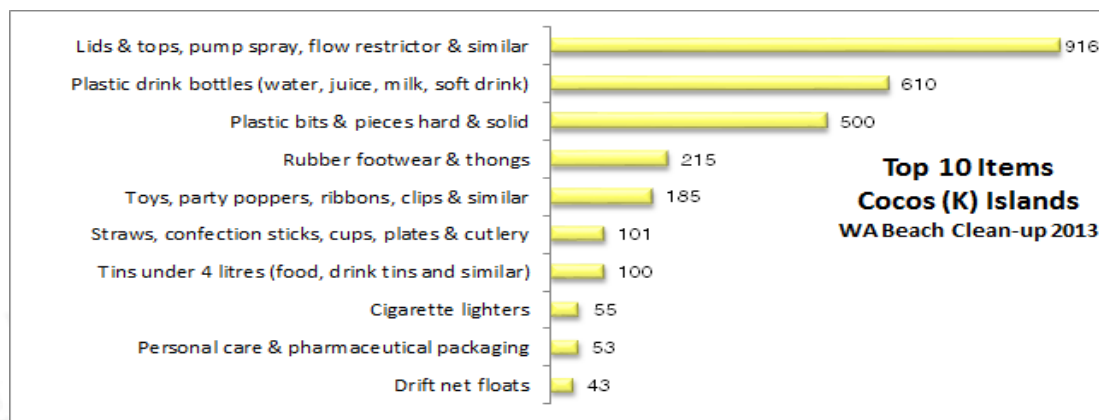 Lids & tops, pump spray, flow restrictor & similar 916
Plastic drink bottles (water, juice, milk, soft drink) 610
Plastic bits & pieces hard & solid 500
Rubber footwear & thongs 215
Toys, party poppers, ribbons, clips & similar 185
Straws, confection sticks, cups, plates & cutlery 101
Tins under 4 litres (food, drink tins and similar) 100
Cigarette lighters 55
Personal care & pharmaceutical packaging 53
Drift net floats 43
Top 10 Items
Cocos (K) Islands
WA Beach Clean-up 2013